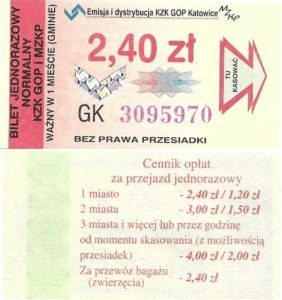 Emisja i dystrybucja KZK GOP Katowice
MZKP
BILET JEDNORAZOWY
NORMALNY
KZK GOP i MZKP
WAŻNY W 1 MIEŚCIE (GMINIE)
2,40 zł
TU
KASOWAĆ
GK 3095970
BEZ PRAWA PRZESIADKI
Cennik opłat
za przejazd jednorazowy
1 miasto - 2,40 zł / 1,20 zł
2 miasta - 3,00 zł / 1,50 zł
3 miasta i więcej lub przez godzinę
od momentu skasowania (z możliwością
przesiadek) - 4,00 zł / 2,00 zł
Za przewóz bagażu
(zwierzęcia) - 2,40 zł